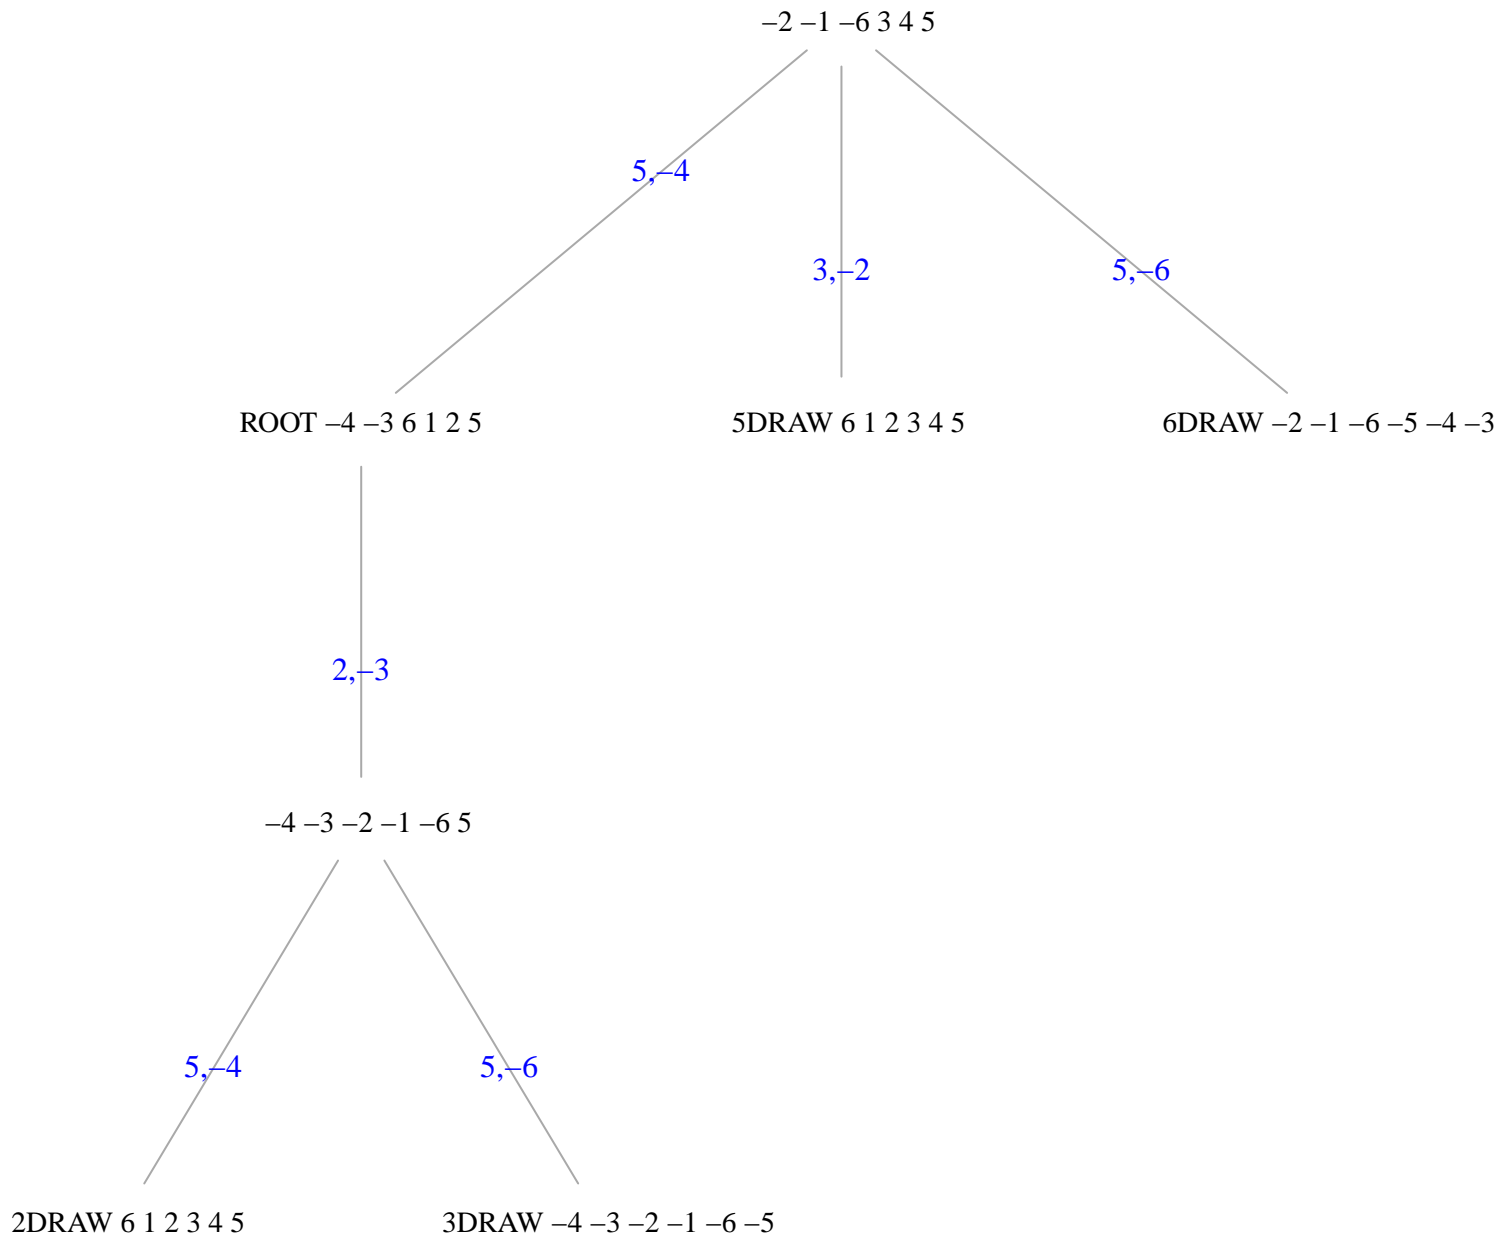 –2 –1 –6 3 4 5
5,–4
3,–2
5,–6
ROOT –4 –3 6 1 2 5
5DRAW 6 1 2 3 4 5
6DRAW –2 –1 –6 –5 –4 –3
2,–3
–4 –3 –2 –1 –6 5
5,–4
5,–6
2DRAW 6 1 2 3 4 5
3DRAW –4 –3 –2 –1 –6 –5